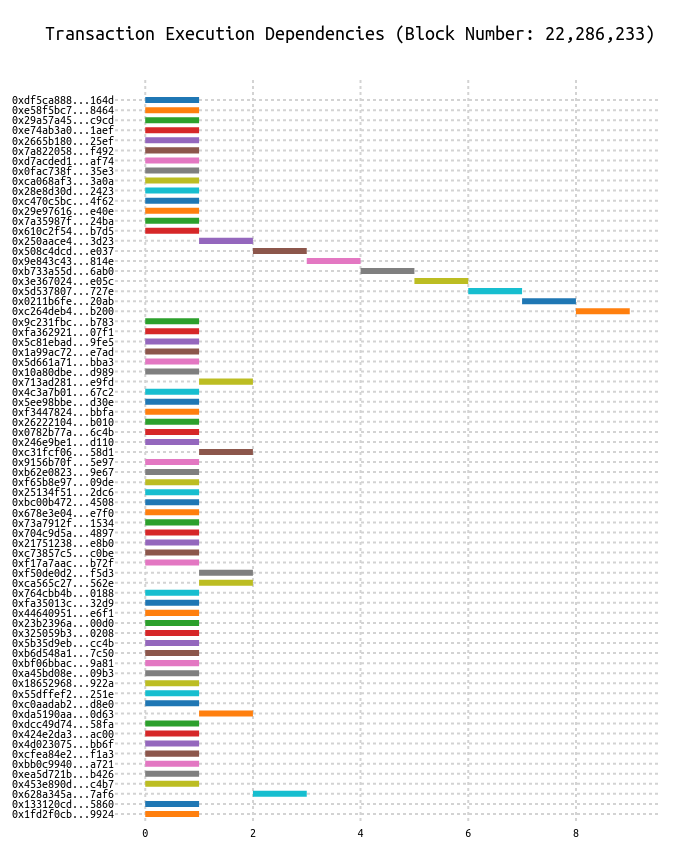 Transaction Execution Dependencies (Block Number: 22,286,233)
0xdf5ca888...164d
0xe58f5bc7...8464
0x29a57a45...c9cd
0xe74ab3a0...1aef
0x2665b180...25ef
0x7a822058...f492
0xd7acded1...af74
0x0fac738f...35e3
0xca068af3...3a0a
0x28e8d30d...2423
0xc470c5bc...4f62
0x29e97616...e40e
0x7a35987f...24ba
0x610c2f54...b7d5
0x250aace4...3d23
0x508c4dcd...e037
0x9e843c43...814e
0xb733a55d...6ab0
0x3e367024...e05c
0x5d537807...727e
0x0211b6fe...20ab
0xc264deb4...b200
0x9c231fbc...b783
0xfa362921...07f1
0x5c81ebad...9fe5
0x1a99ac72...e7ad
0x5d661a71...bba3
0x10a80dbe...d989
0x713ad281...e9fd
0x4c3a7b01...67c2
0x5ee98bbe...d30e
0xf3447824...bbfa
0x26222104...b010
0x0782b77a...6c4b
0x246e9be1...d110
0xc31fcf06...58d1
0x9156b70f...5e97
0xb62e0823...9e67
0xf65b8e97...09de
0x25134f51...2dc6
0xbc00b472...4508
0x678e3e04...e7f0
0x73a7912f...1534
0x704c9d5a...4897
0x21751238...e8b0
0xc73857c5...c0be
0xf17a7aac...b72f
0xf50de0d2...f5d3
0xca565c27...562e
0x764cbb4b...0188
0xfa35013c...32d9
0x44640951...e6f1
0x23b2396a...00d0
0x325059b3...0208
0x5b35d9eb...cc4b
0xb6d548a1...7c50
0xbf06bbac...9a81
0xa45bd08e...09b3
0x18652968...922a
0x55dffef2...251e
0xc0aadab2...d8e0
0xda5190aa...0d63
0xdcc49d74...58fa
0x424e2da3...ac00
0x4d023075...bb6f
0xcfea84e2...f1a3
0xbb0c9940...a721
0xea5d721b...b426
0x453e890d...c4b7
0x628a345a...7af6
0x133120cd...5860
0x1fd2f0cb...9924
0 2 4 6 8